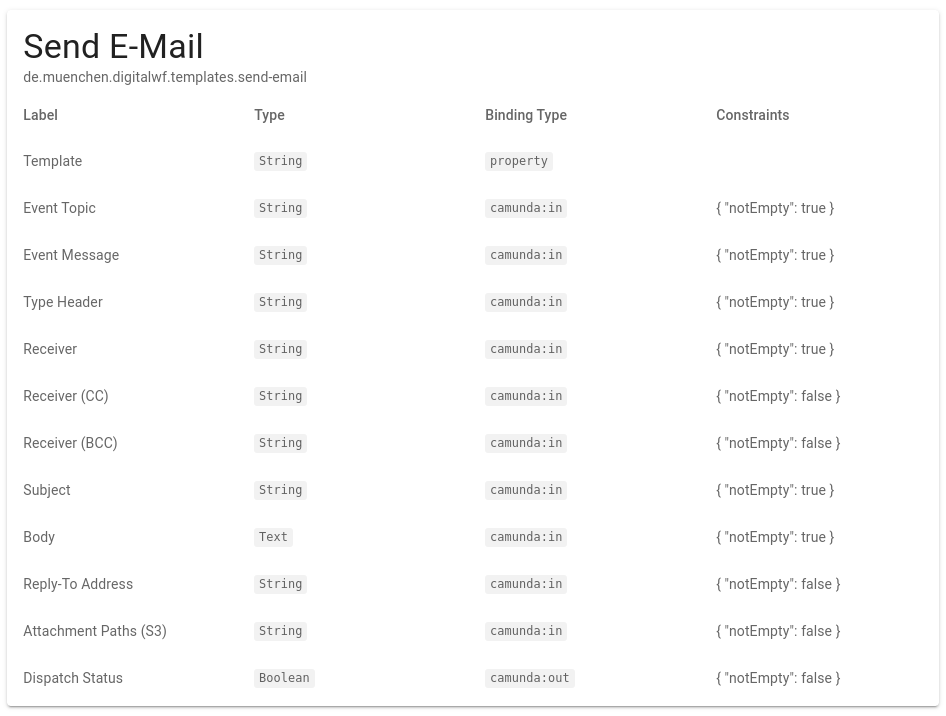 Send E-Mail
de.muenchen.digitalwf.templates.send-email
Label Type Binding Type Constraints
Template String property
Event Topic String camunda:in { "notEmpty": true }
Event Message String camunda:in { "notEmpty": true }
Type Header String camunda:in { "notEmpty": true }
Receiver String camunda:in { "notEmpty": true }
Receiver (CC) String camunda:in { "notEmpty": false }
Receiver (BCC) String camunda:in { "notEmpty": false }
Subject String camunda:in { "notEmpty": true }
Body Text camunda:in { "notEmpty": true }
Reply-To Address String camunda:in { "notEmpty": false }
Attachment Paths (S3) String camunda:in { "notEmpty": false }
Dispatch Status Boolean camunda:out { "notEmpty": false }